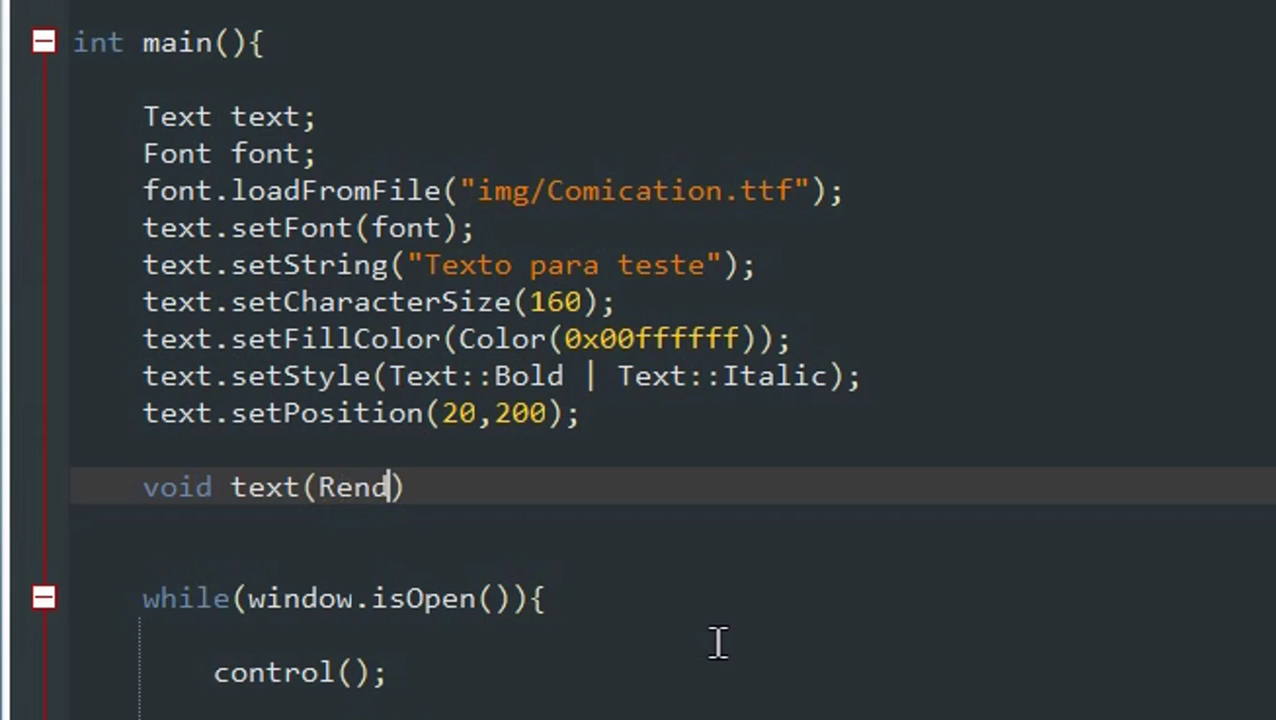 int main(){
Text text;
Font font;
font.loadFromFile("img/Comication.ttf");
text.setFont(font);
text.setString("Texto para teste");
text.setCharacterSize(160);
text.setFillColor(Color(0x00ffffff));
text.setStyle(Text::Bold | Text::Italic);
text.setPosition(20,200);
void text(Rend)
while(window.isOpen()){
control();